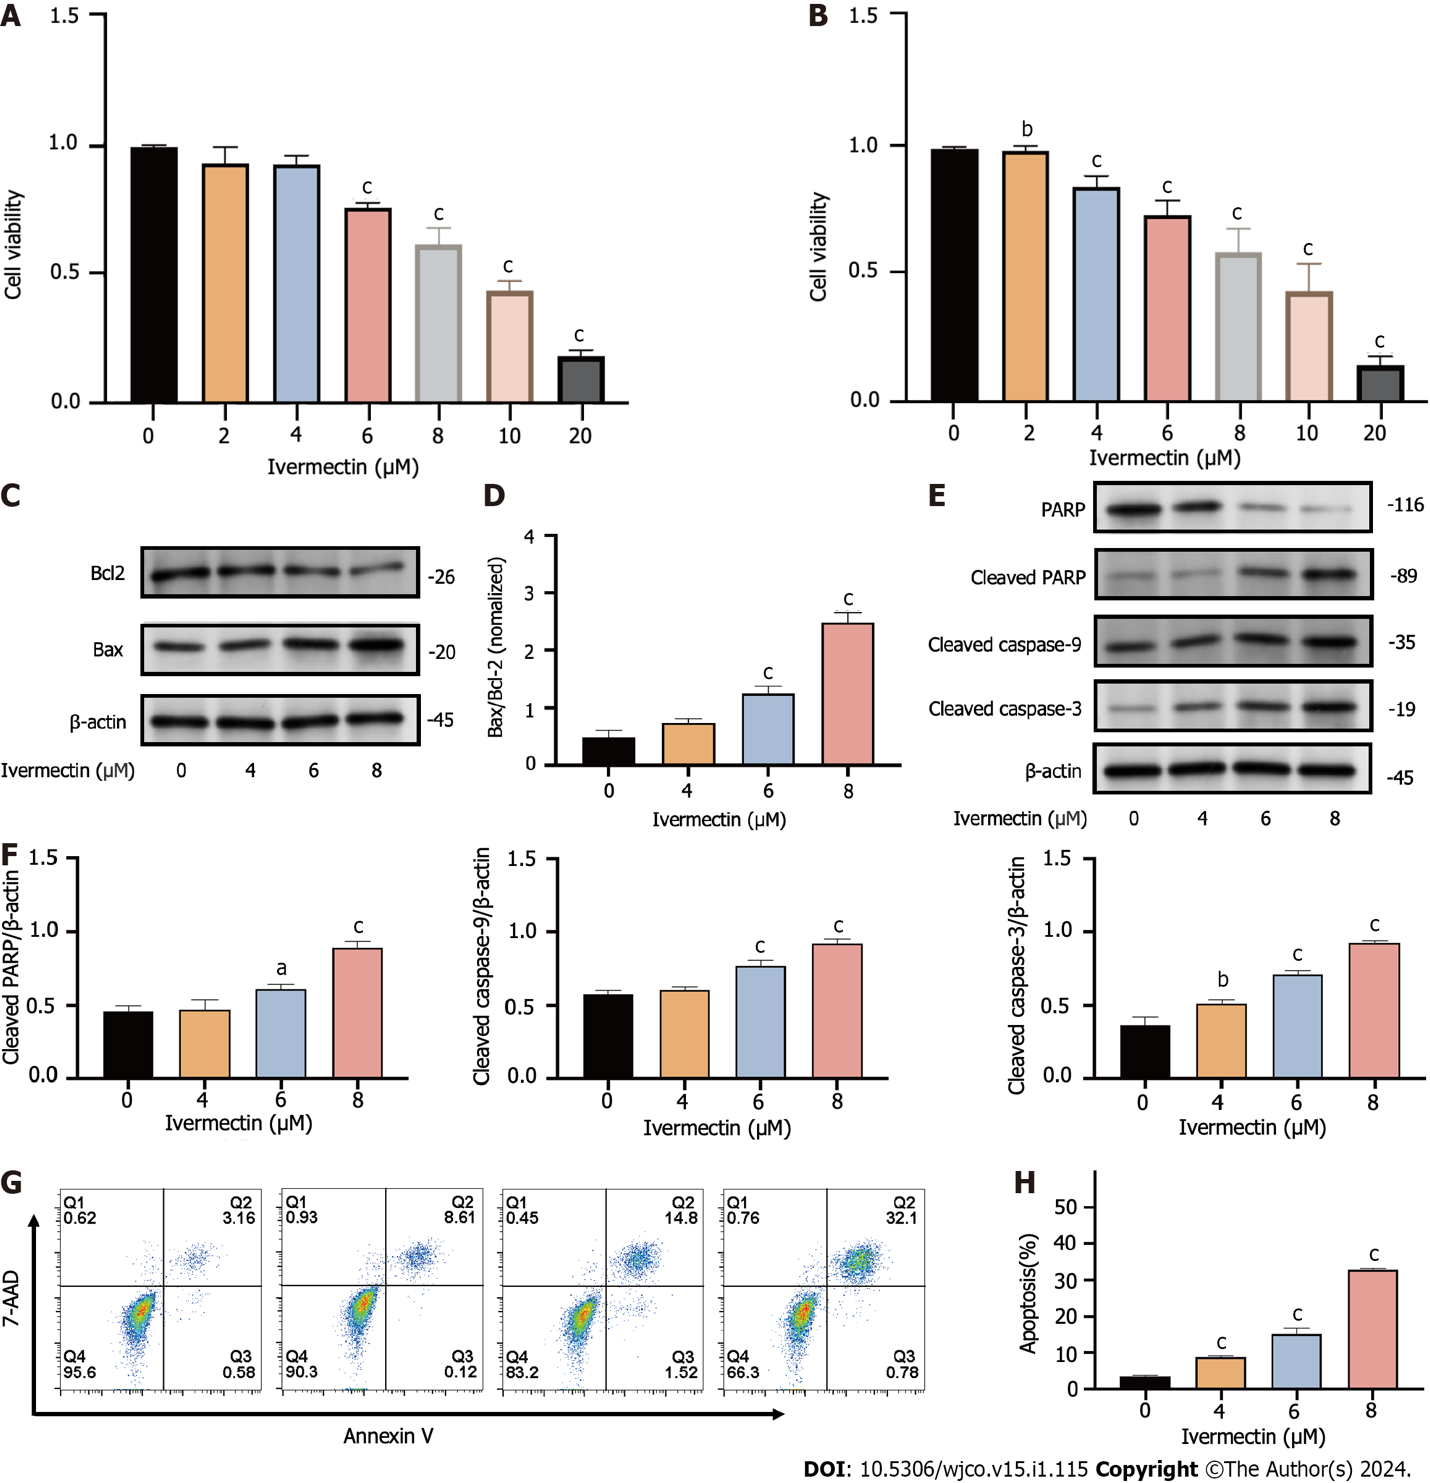 A
1.5
1.0
0.5
0.0
Cell viability
c
c
c
c
0 2 4 6 8 10 20
Ivermectin (µM)
B
1.5
1.0
0.5
0.0
Cell viability
b
c
c
c
c
c
0 2 4 6 8 10 20
Ivermectin (µM)
C
Bcl2 -26
Bax -20
β-actin -45
Ivermectin (µM) 0 4 6 8
D
4
3
2
1
0
Bax/Bcl-2 (nomalized)
c
c
0 4 6 8
Ivermectin (µM)
E
PARP -116
Cleaved PARP -89
Cleaved caspase-9 -35
Cleaved caspase-3 -19
β-actin -45
Ivermectin (µM) 0 4 6 8
F
1.5
1.0
0.5
0.0
Cleaved PARP/β-actin
a
c
0 4 6 8
Ivermectin (µM)
1.5
1.0
0.5
0.0
Cleaved caspase-9/β-actin
c
c
0 4 6 8
Ivermectin (µM)
1.5
1.0
0.5
0.0
Cleaved caspase-3/β-actin
b
c
c
0 4 6 8
Ivermectin (µM)
G
7-AAD
Q1 Q2
0.62 3.16
Q4 Q3
95.6 0.58
Q1 Q2
0.93 8.61
Q4 Q3
90.3 0.12
Q1 Q2
0.45 14.8
Q4 Q3
83.2 1.52
Q1 Q2
0.76 32.1
Q4 Q3
66.3 0.78
Annexin V
H
50
40
30
20
10
0
Apoptosis(%)
c
c
c
0 4 6 8
Ivermectin (µM)
DOI: 10.5306/wjco.v15.i1.115 Copyright ©The Author(s) 2024.